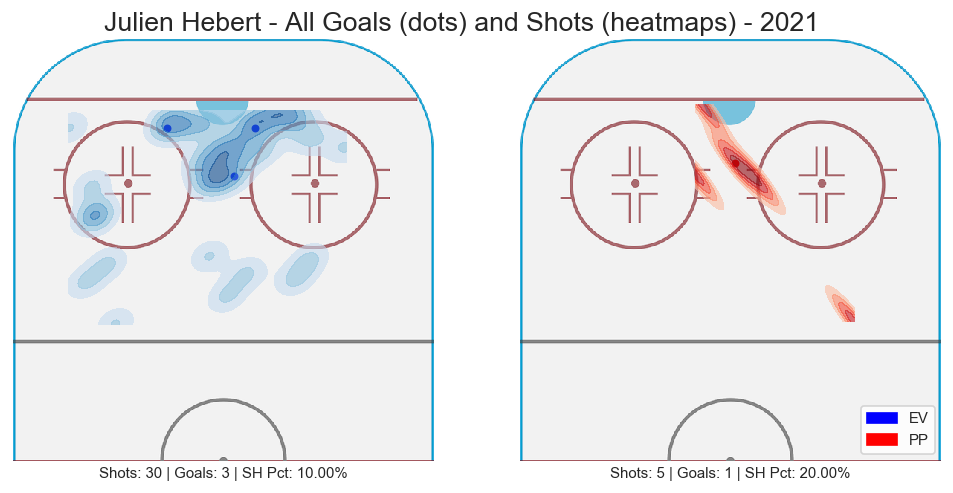 Julien Hebert - All Goals (dots) and Shots (heatmaps) - 2021
EV
PP
Shots: 30 | Goals: 3 | SH Pct: 10.00%
Shots: 5 | Goals: 1 | SH Pct: 20.00%